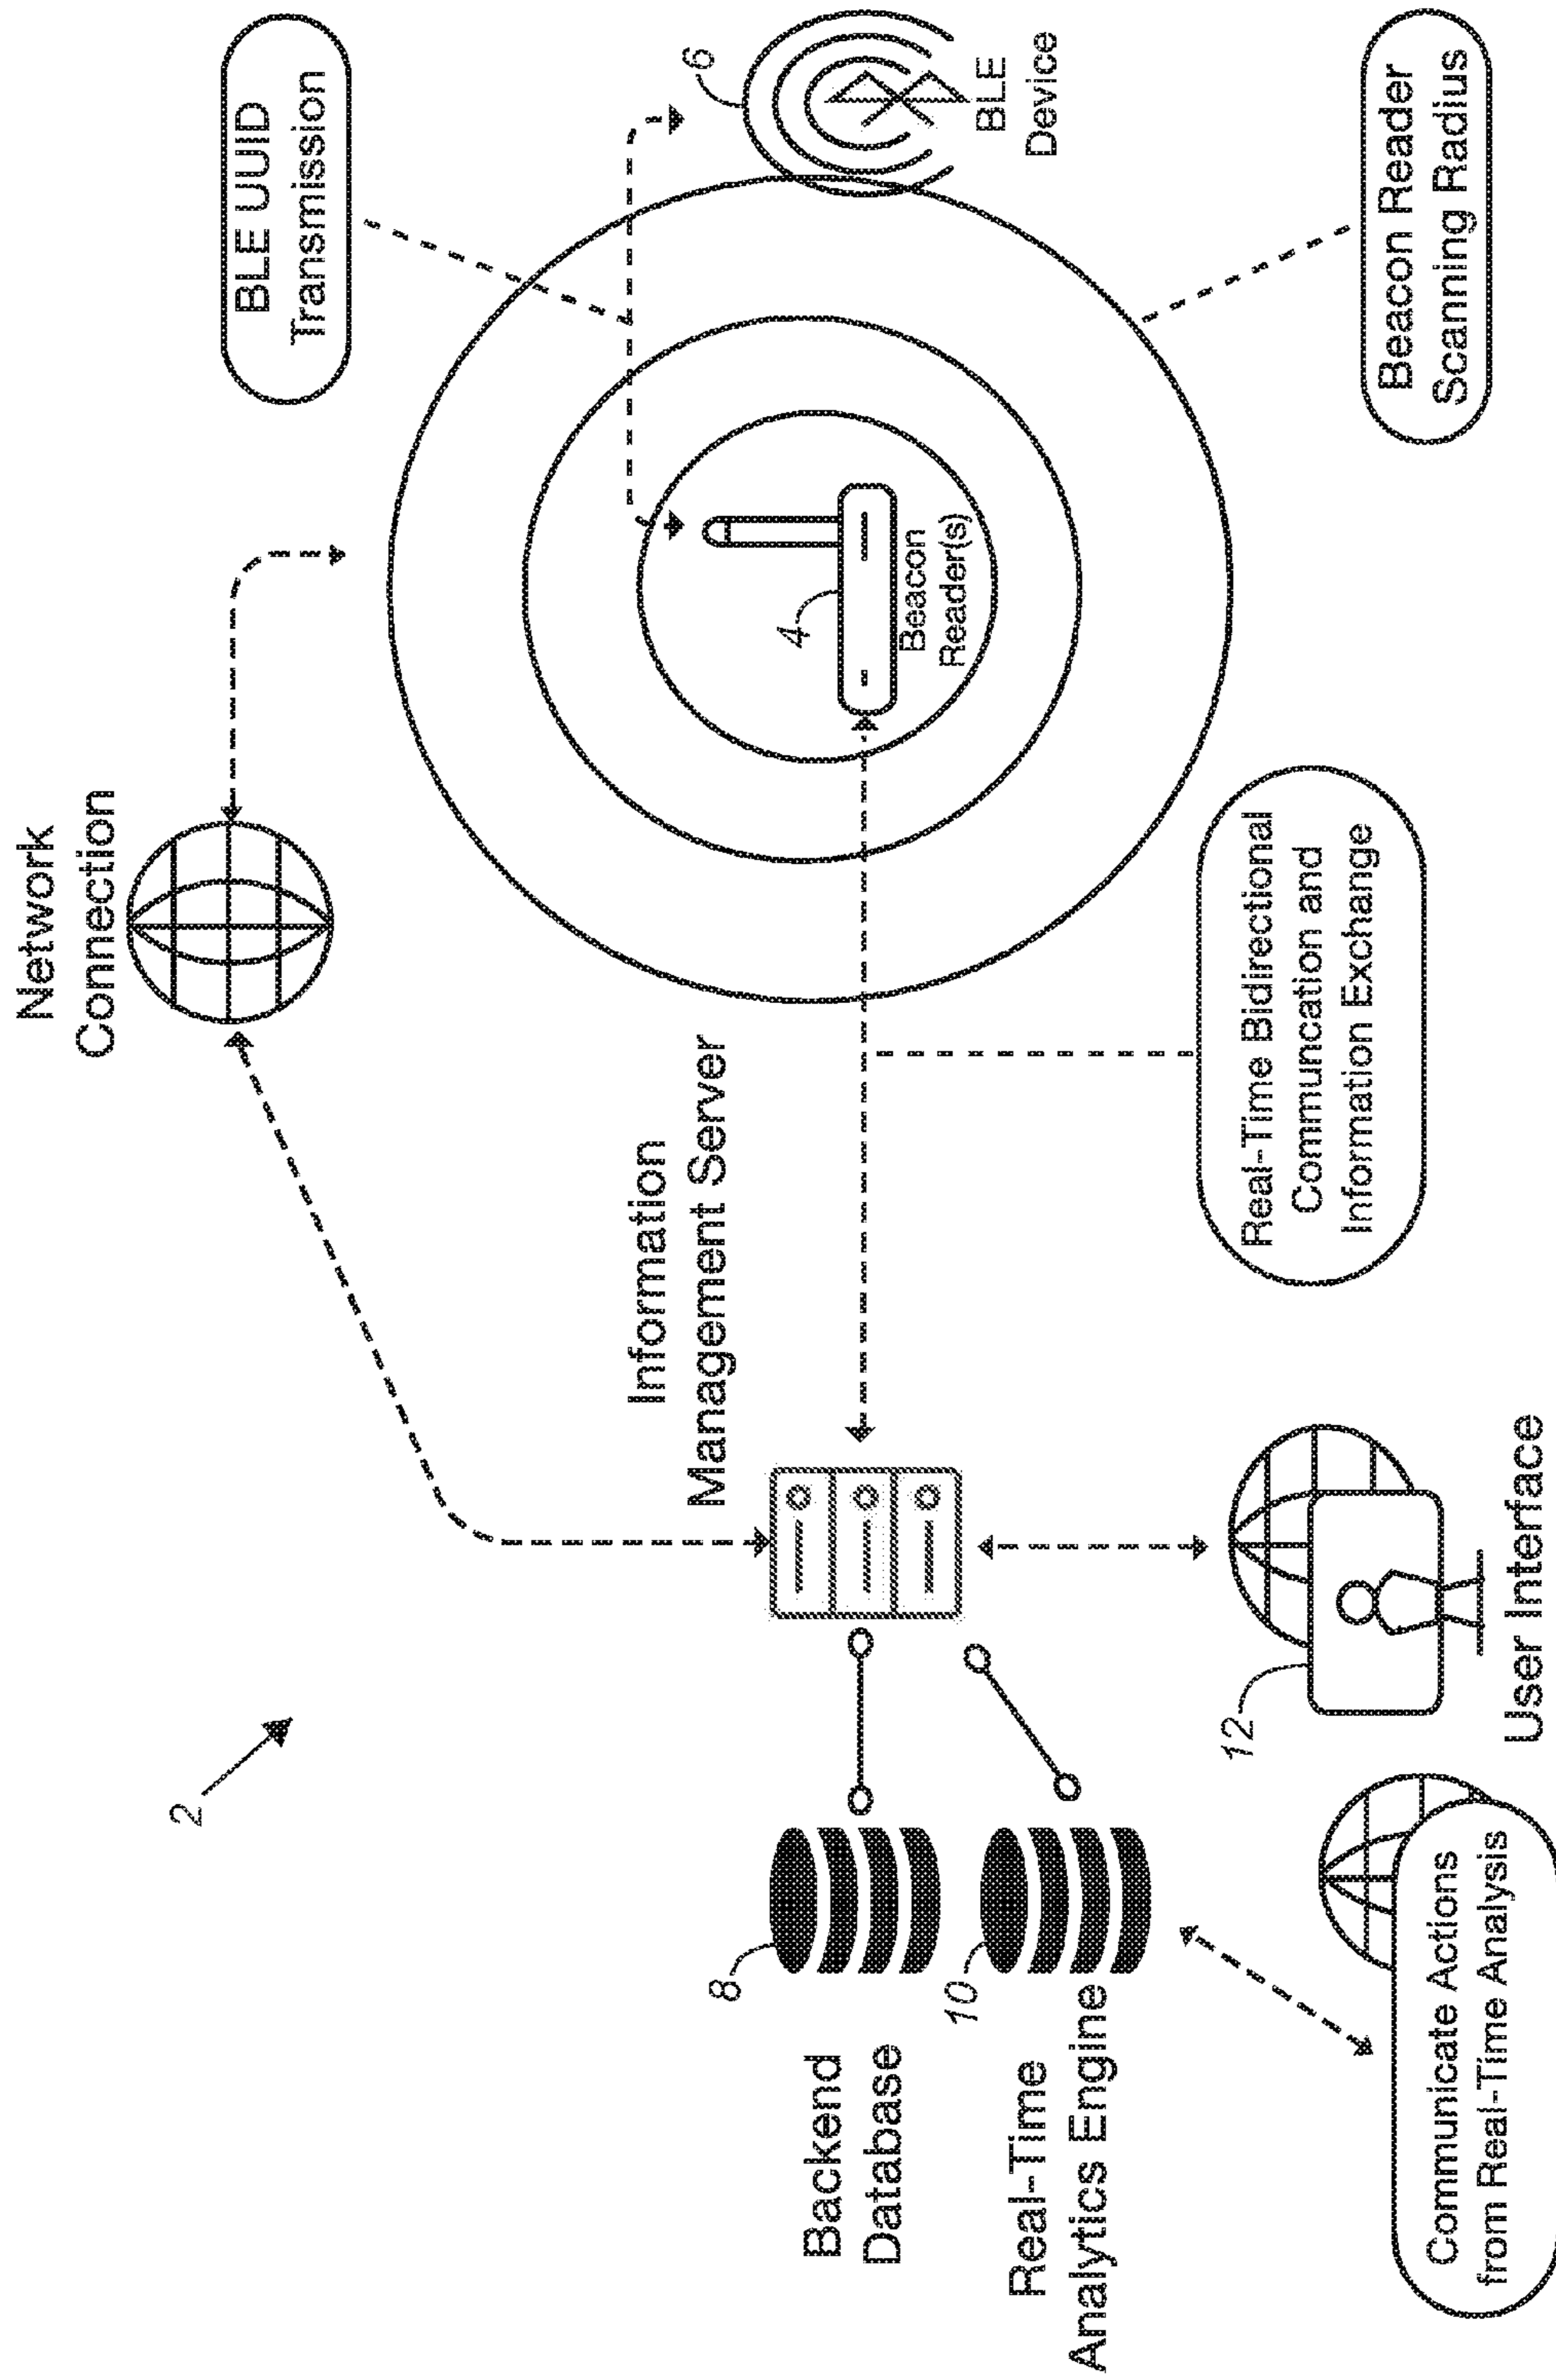 2
Network
Connection
BLE UUID
Transmission
Information
Management Server
6
BLE
Device
4
Beacon
Reader(s)
8
Backend
Database
10
Real-Time
Analytics Engine
12
User Interface
Real-Time Bidirectional
Communcation and
Information Exchange
Beacon Reader
Scanning Radius
Communicate Actions
from Real-Time Analysis